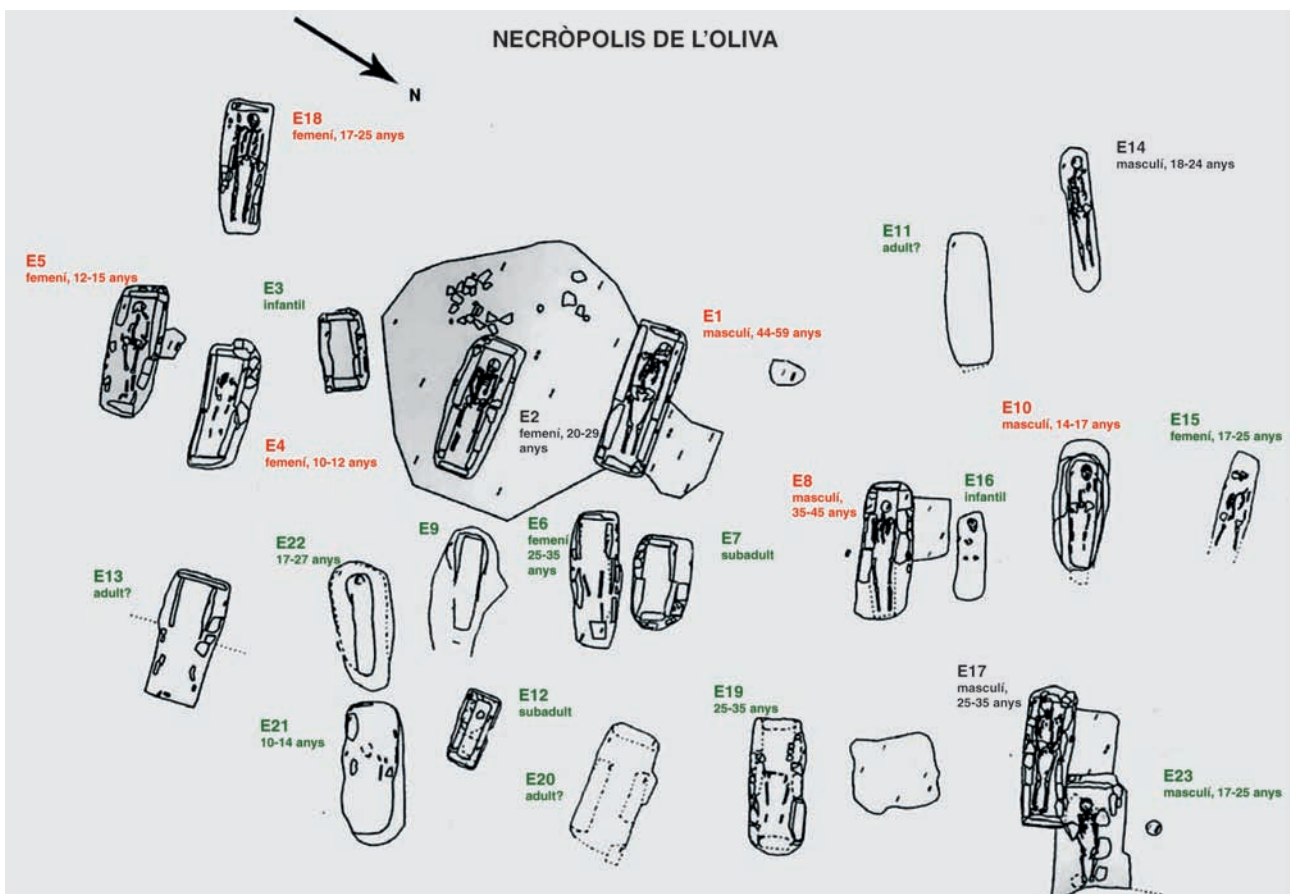 NECRÒPOLIS DE L'OLIVA
N
E18
femení, 17-25 anys
E14
masculí, 18-24 anys
E11
adult?
E5
femení, 12-15 anys
E3
infantil
E1
masculí, 44-59 anys
E2
femení, 20-29
anys
E10
masculí, 14-17 anys
E15
femení, 17-25 anys
E4
femení, 10-12 anys
E8
masculí,
35-45 anys
E16
infantil
E9
E6
femení
25-35
anys
E7
subadult
E22
17-27 anys
E13
adult?
E17
masculí,
25-35 anys
E12
subadult
E19
25-35 anys
E21
10-14 anys
E20
adult?
E23
masculí, 17-25 anys